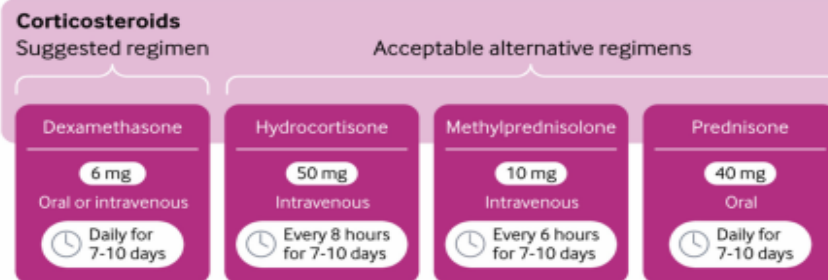 Corticosteroids
Suggested regimen
Acceptable alternative regimens
Dexamethasone
6 mg
Oral or intravenous
Daily for
7-10 days
Hydrocortisone
50 mg
Intravenous
Every 8 hours
for 7-10 days
Methylprednisolone
10 mg
Intravenous
Every 6 hours
for 7-10 days
Prednisone
40 mg
Oral
Daily for
7-10 days